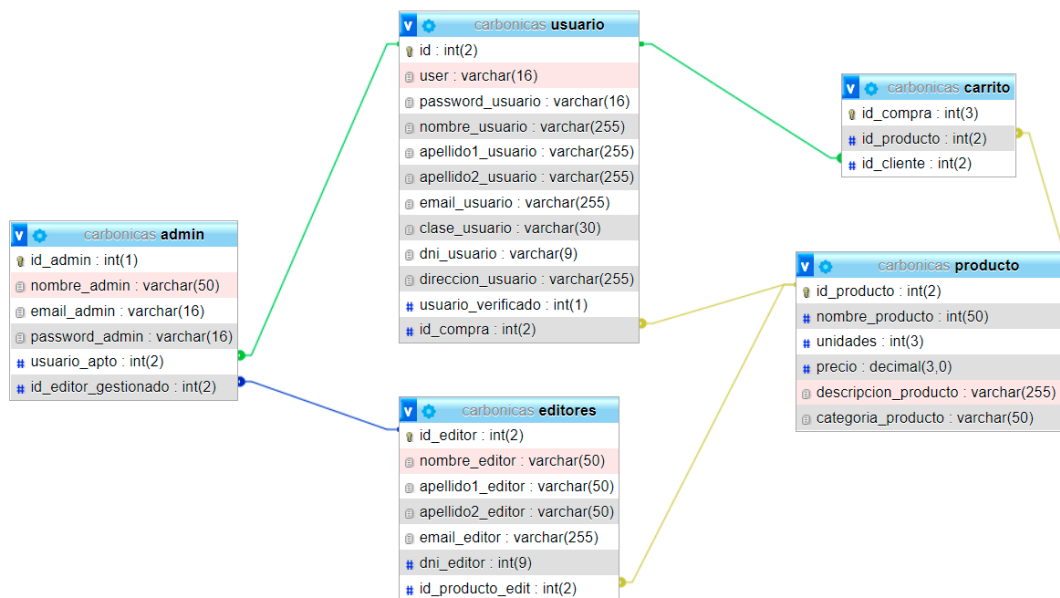 carbonicas usuario
id : int(2)
user : varchar(16)
password_usuario : varchar(16)
nombre_usuario : varchar(255)
apellido1_usuario : varchar(255)
apellido2_usuario : varchar(255)
email_usuario : varchar(255)
clase_usuario : varchar(30)
dni_usuario : varchar(9)
direccion_usuario : varchar(255)
usuario_verificado : int(1)
id_compra : int(2)
carbonicas carrito
id_compra : int(3)
id_producto : int(2)
id_cliente : int(2)
carbonicas admin
id_admin : int(1)
nombre_admin : varchar(50)
email_admin : varchar(16)
password_admin : varchar(16)
usuario_apto : int(2)
id_editor_gestionado : int(2)
carbonicas producto
id_producto : int(2)
nombre_producto : int(50)
unidades : int(3)
precio : decimal(3,0)
descripcion_producto : varchar(255)
categoria_producto : varchar(50)
carbonicas editores
id_editor : int(2)
nombre_editor : varchar(50)
apellido1_editor : varchar(50)
apellido2_editor : varchar(50)
email_editor : varchar(255)
dni_editor : int(9)
id_producto_edit : int(2)